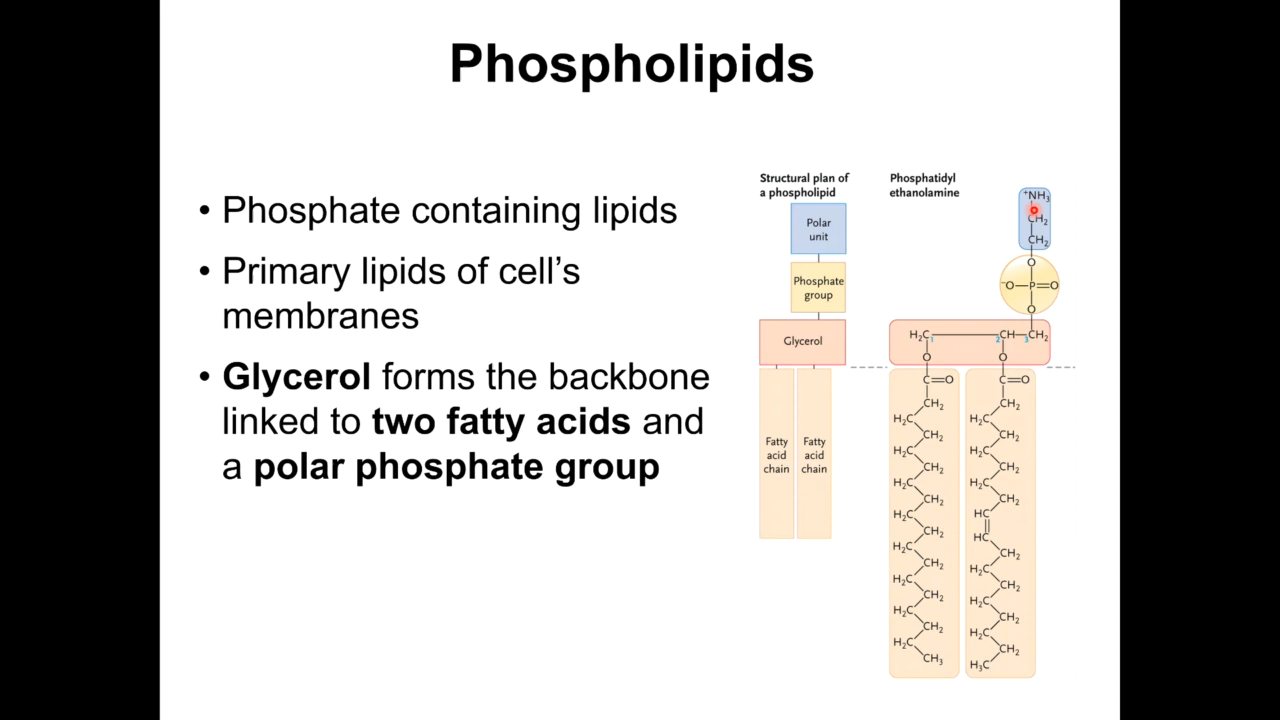 Phospholipids
• Phosphate containing lipids
• Primary lipids of cell’s
membranes
• Glycerol forms the backbone
linked to two fatty acids and
a polar phosphate group
Structural plan of
a phospholipid
Polar
unit
Phosphate
group
Glycerol
Fatty
acid
chain
Fatty
acid
chain
Phosphatidyl
ethanolamine
⁺NH₃
CH₂
CH₂
O
⁻O—P=O
O
H₂C 1 2 CH 3 CH₂
O O
C=O C=O
CH₂ CH₂
H₂C H₂C
CH₂ CH₂
H₂C H₂C
CH₂ CH₂
H₂C H₂C
CH₂ CH₂
H₂C HC
CH₂ HC
H₂C CH₂
CH₂ H₂C
H₂C CH₂
CH₂ H₂C
H₂C CH₂
CH₂ H₂C
H₂C CH₂
CH₃ H₃C